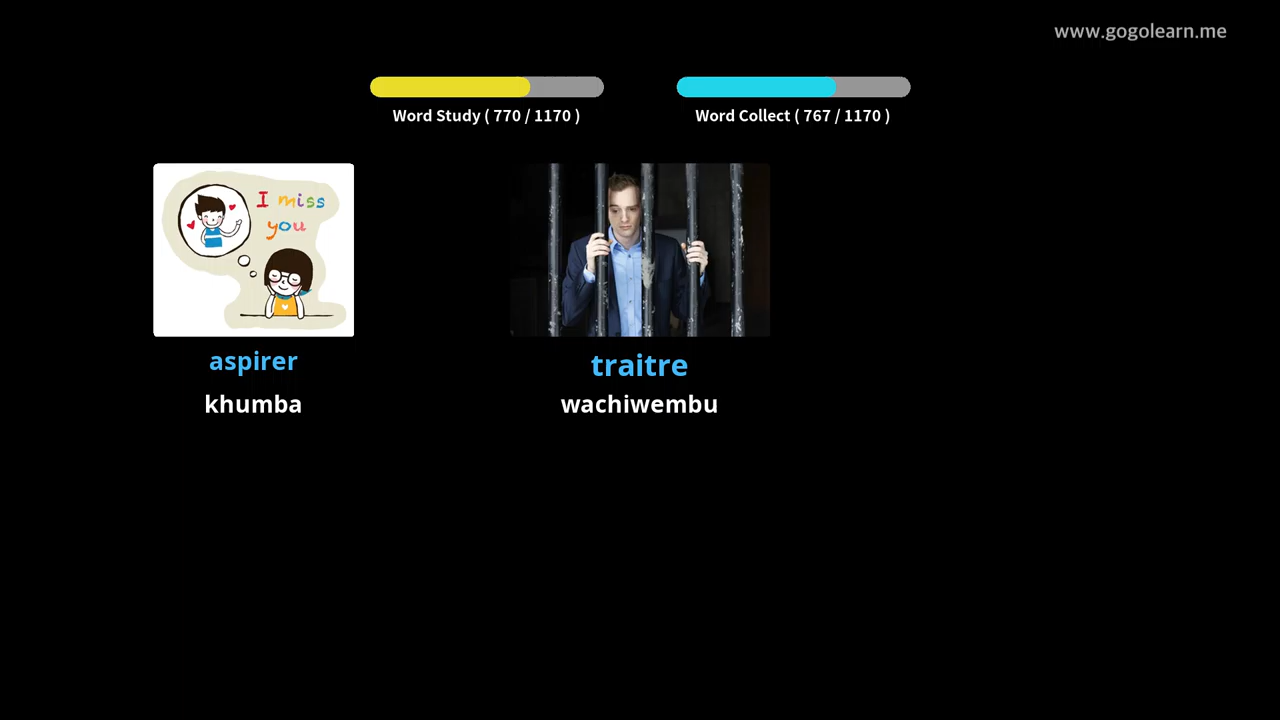 www.gogolearn.me
Word Study ( 770 / 1170 )
Word Collect ( 767 / 1170 )
I miss
you
aspirer
khumba
traitre
wachiwembu